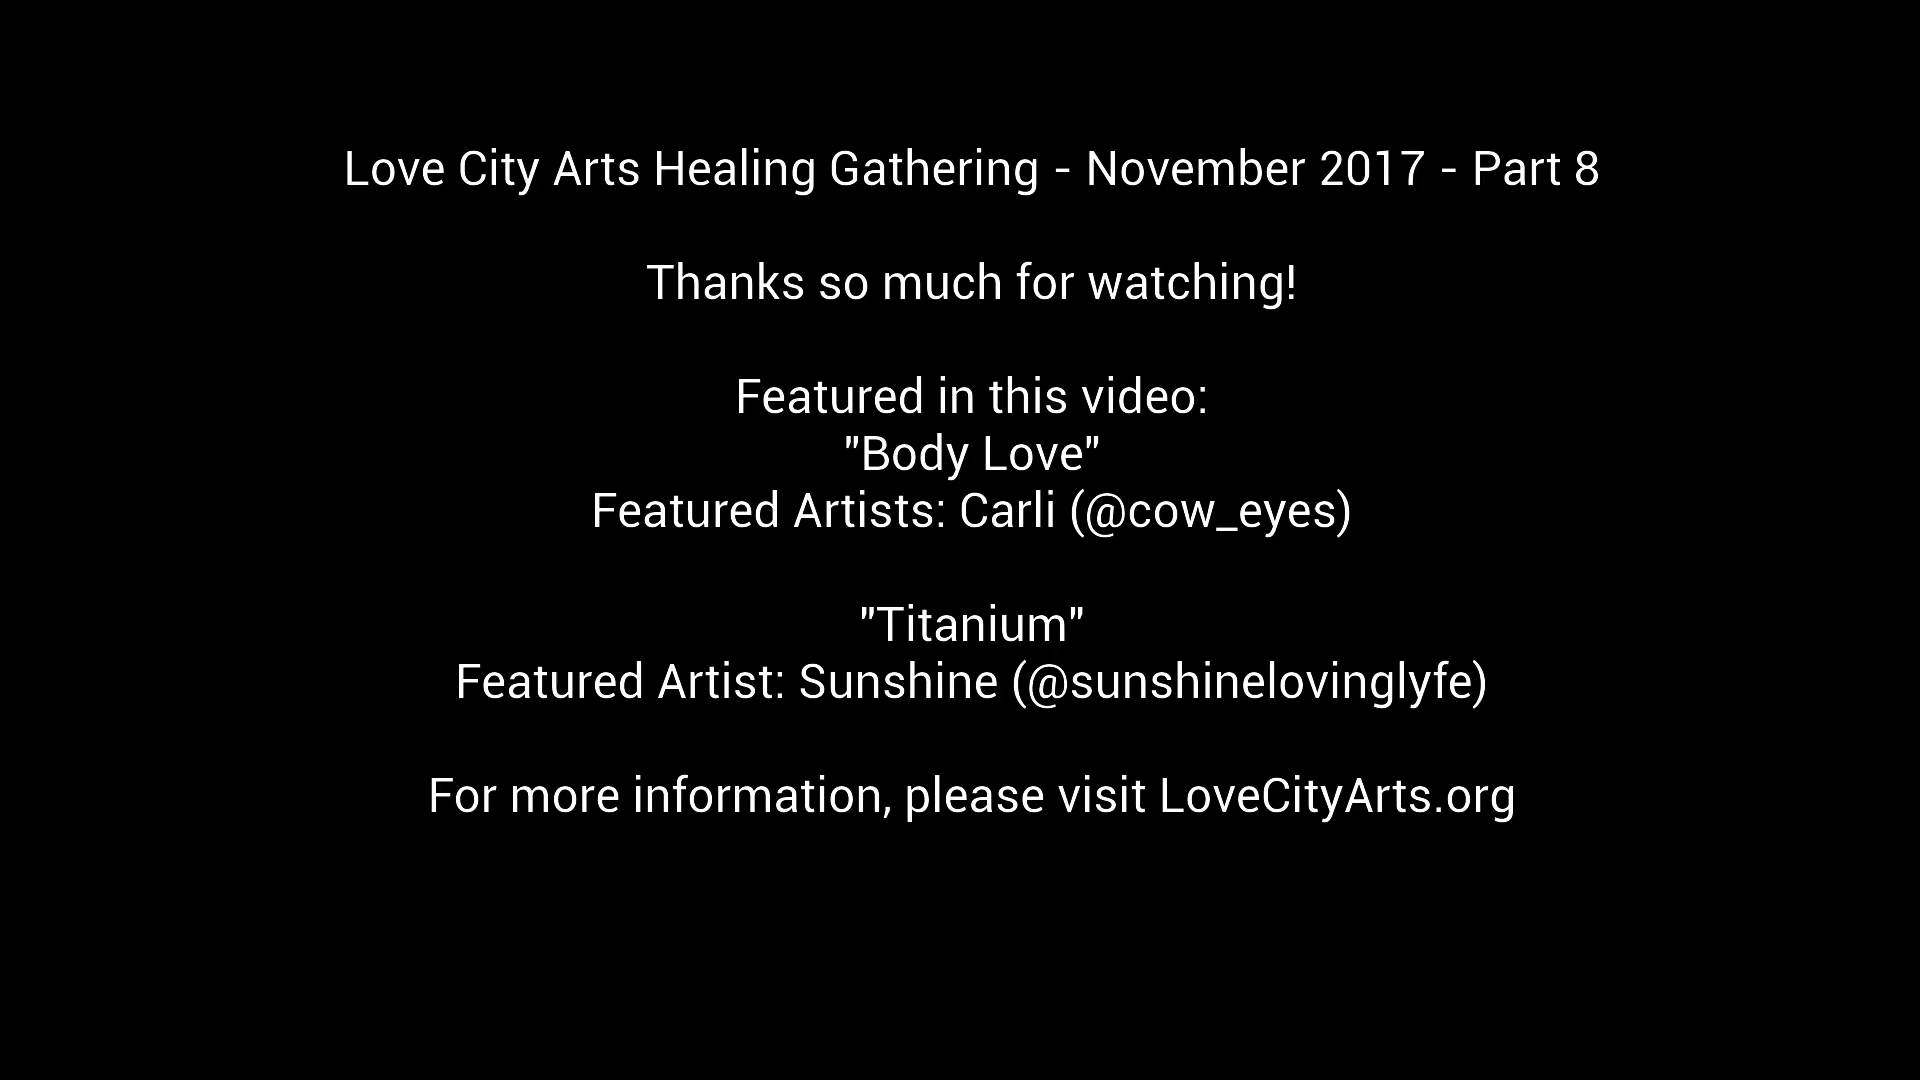 Love City Arts Healing Gathering - November 2017 - Part 8
Thanks so much for watching!
Featured in this video:
"Body Love"
Featured Artists: Carli (@cow_eyes)
"Titanium"
Featured Artist: Sunshine (@sunshinelovinglyfe)
For more information, please visit LoveCityArts.org